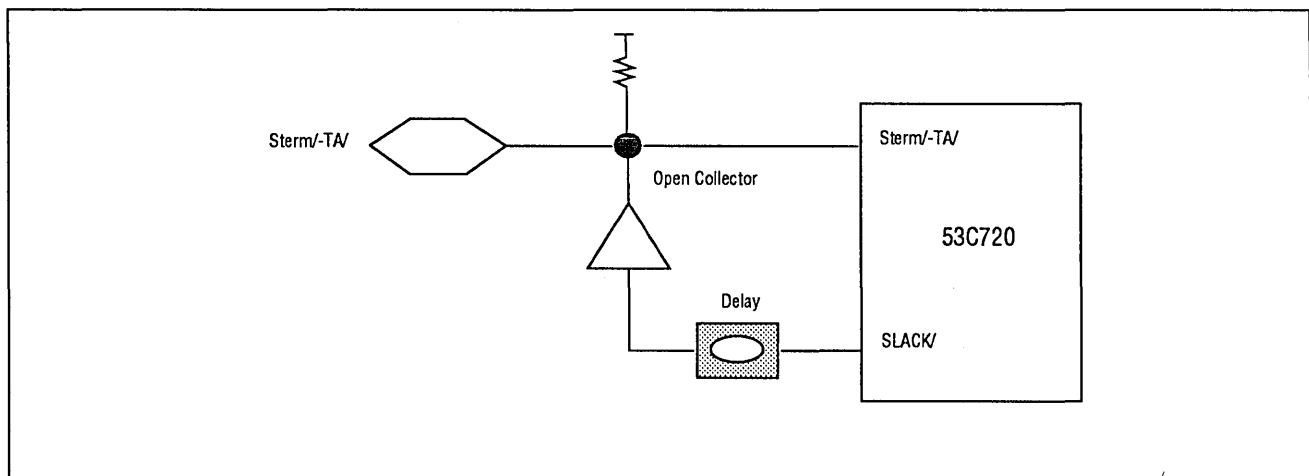 Sterm/-TA/
Sterm/-TA/
Open Collector
53C720
Delay
SLACK/